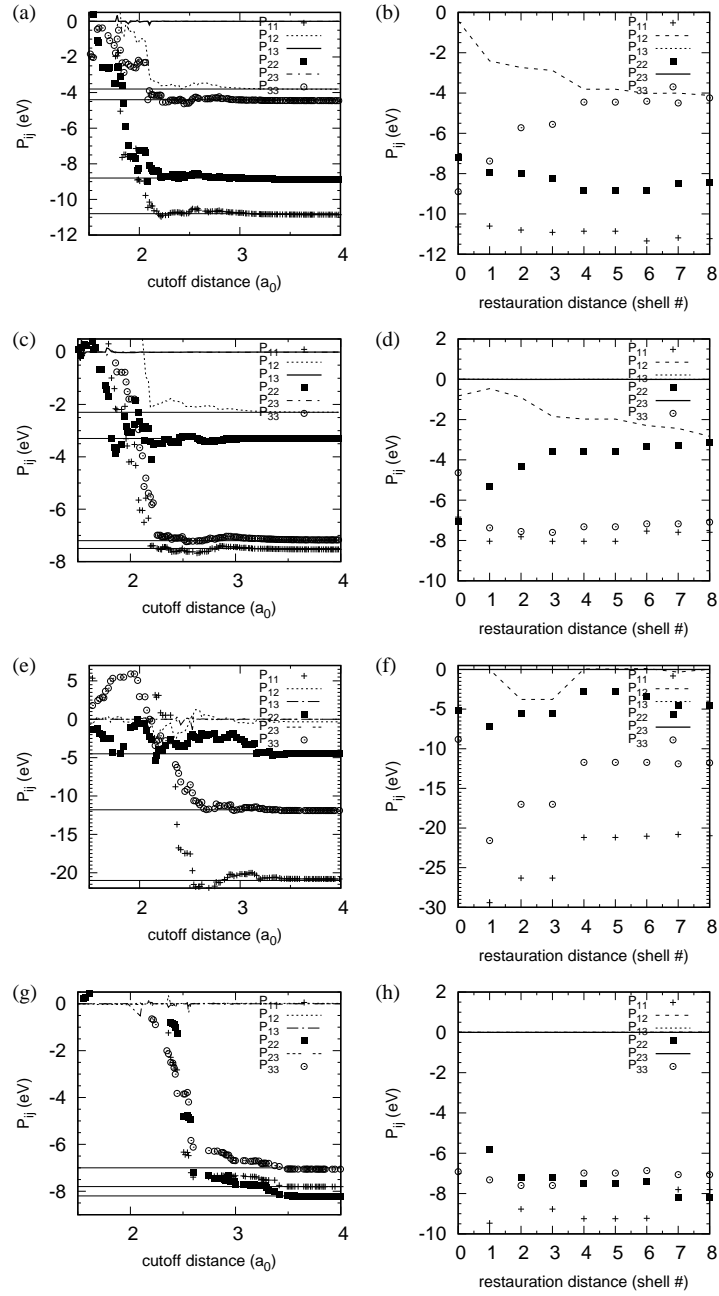 (a)
P11
P12
P13
P22
P23
P33
0
-2
-4
-6
-8
-10
-12
Pij (eV)
2 3 4
cutoff distance (a0)
(b)
P11
P12
P13
P22
P23
P33
0
-2
-4
-6
-8
-10
-12
Pij (eV)
0 1 2 3 4 5 6 7 8
restauration distance (shell #)
(c)
P11
P12
P13
P22
P23
P33
0
-2
-4
-6
-8
Pij (eV)
2 3 4
cutoff distance (a0)
(d)
P11
P12
P13
P22
P23
P33
2
0
-2
-4
-6
-8
-10
Pij (eV)
0 1 2 3 4 5 6 7 8
restauration distance (shell #)
(e)
P11
P12
P13
P22
P23
P33
5
0
-5
-10
-15
-20
Pij (eV)
2 3 4
cutoff distance (a0)
(f)
P11
P12
P13
P22
P23
P33
0
-5
-10
-15
-20
-25
-30
Pij (eV)
0 1 2 3 4 5 6 7 8
restauration distance (shell #)
(g)
P11
P12
P13
P22
P23
P33
0
-2
-4
-6
-8
Pij (eV)
2 3 4
cutoff distance (a0)
(h)
P11
P12
P13
P22
P23
P33
2
0
-2
-4
-6
-8
-10
Pij (eV)
0 1 2 3 4 5 6 7 8
restauration distance (shell #)